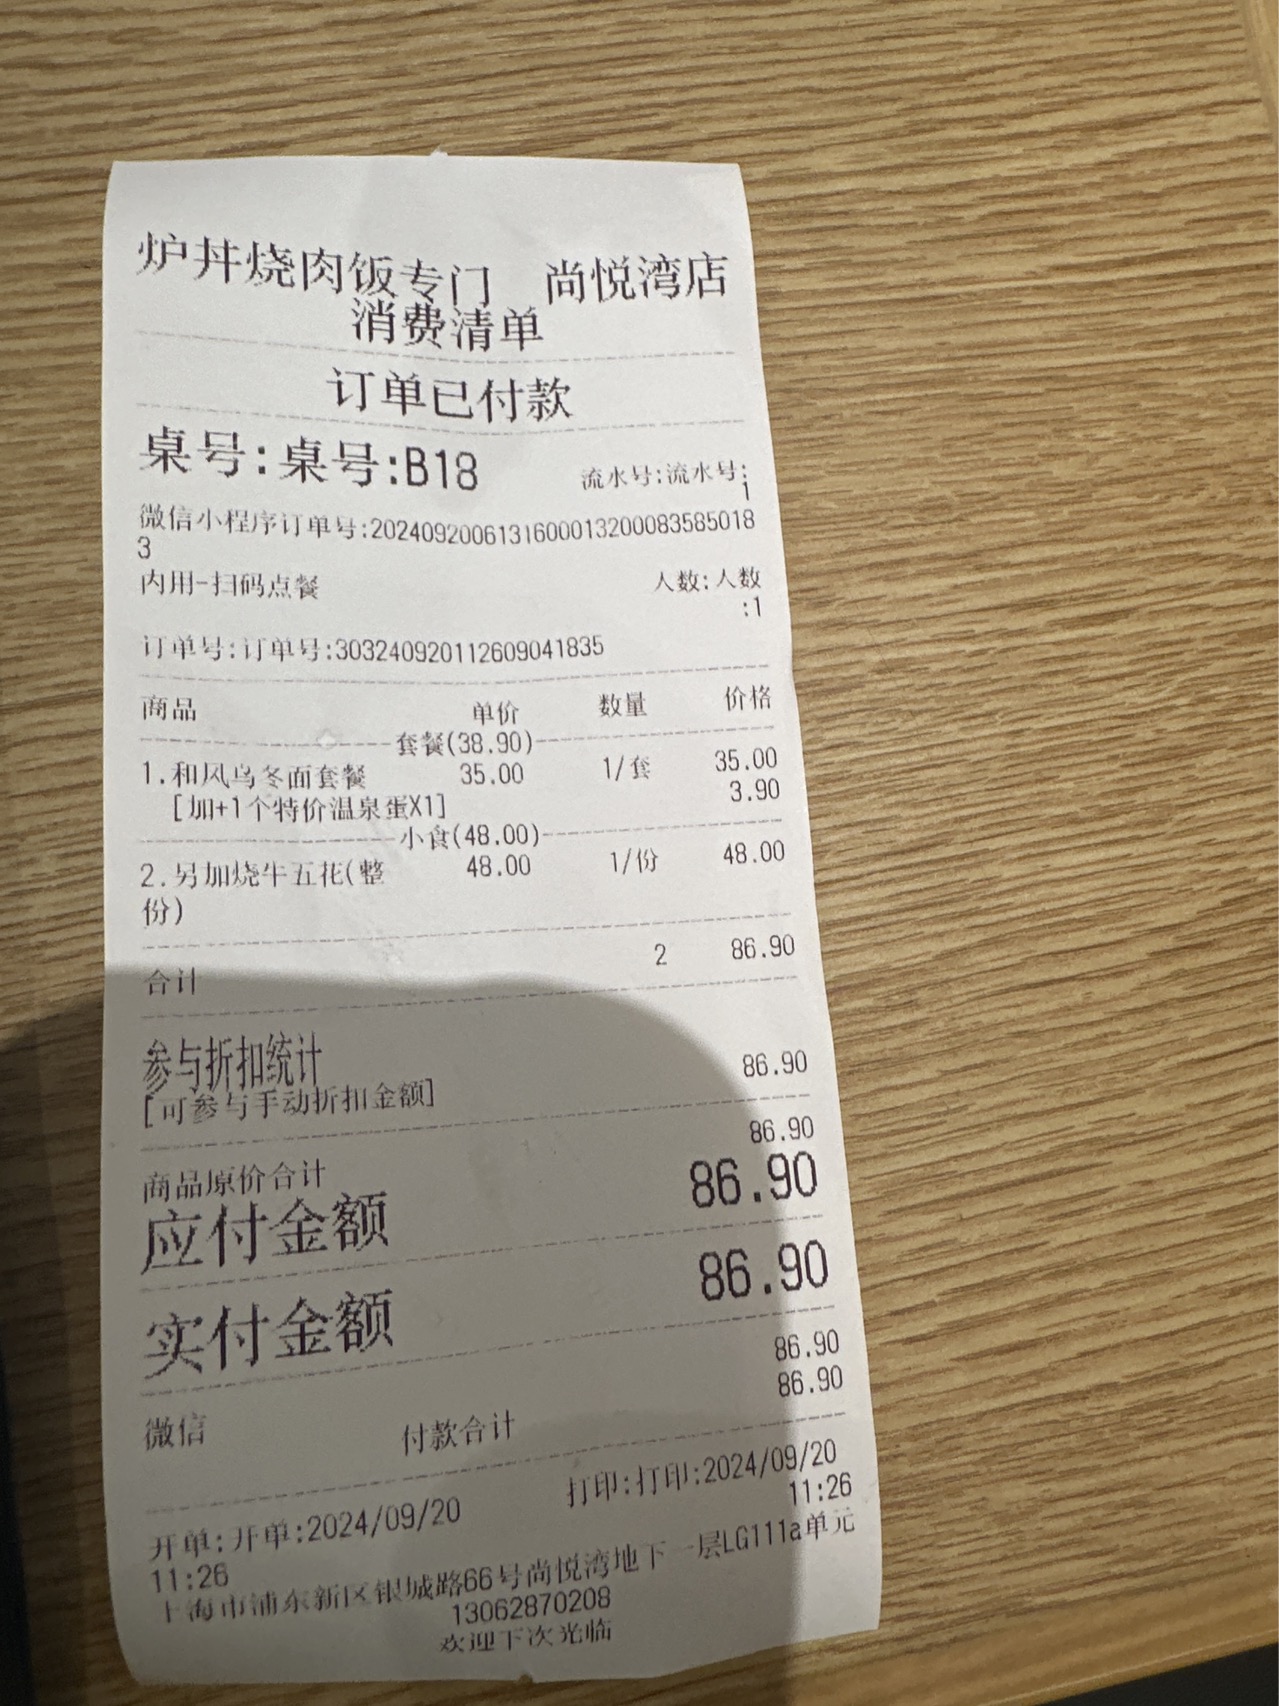 炉丼烧肉饭专门 尚悦湾店
消费清单
订单已付款
桌号:桌号:B18 流水号:流水号:
1
微信小程序订单号:2024092006131600013200083585018
3
内用-扫码点餐 人数:人数
:1
订单号:订单号:303240920112609041835
商品 单价 数量 价格
套餐(38.90)
1.和风乌冬面套餐 35.00 1/套 35.00
[加+1个特价温泉蛋X1] 3.90
小食(48.00)
2.另加烧牛五花(整 48.00 1/份 48.00
份)
合计 2 86.90
参与折扣统计 86.90
[可参与手动折扣金额]
商品原价合计 86.90
应付金额 86.90
实付金额 86.90
微信 86.90
付款合计 86.90
开单:开单:2024/09/20 打印:打印:2024/09/20
11:26 11:26
上海市浦东新区银城路66号尚悦湾地下一层LG111a单元
13062870208
欢迎下次光临